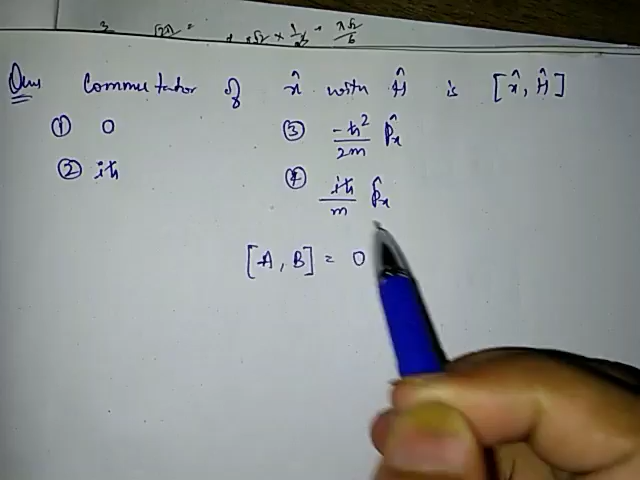 Ques Commutator of x̂ with Ĥ is [x̂, Ĥ]
① 0 ③ -ħ²/2m p̂x
② iħ ④ iħ/m p̂x
[A, B] = 0